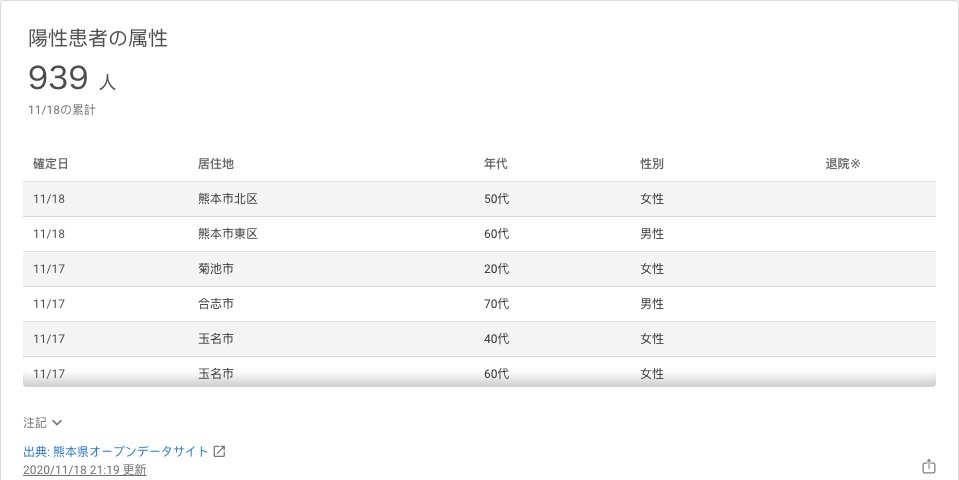 陽性患者の属性
939 人
11/18の累計
確定日 居住地 年代 性別 退院※
11/18 熊本市北区 50代 女性
11/18 熊本市東区 60代 男性
11/17 菊池市 20代 女性
11/17 合志市 70代 男性
11/17 玉名市 40代 女性
11/17 玉名市 60代 女性
注記
出典: 熊本県オープンデータサイト
2020/11/18 21:19 更新